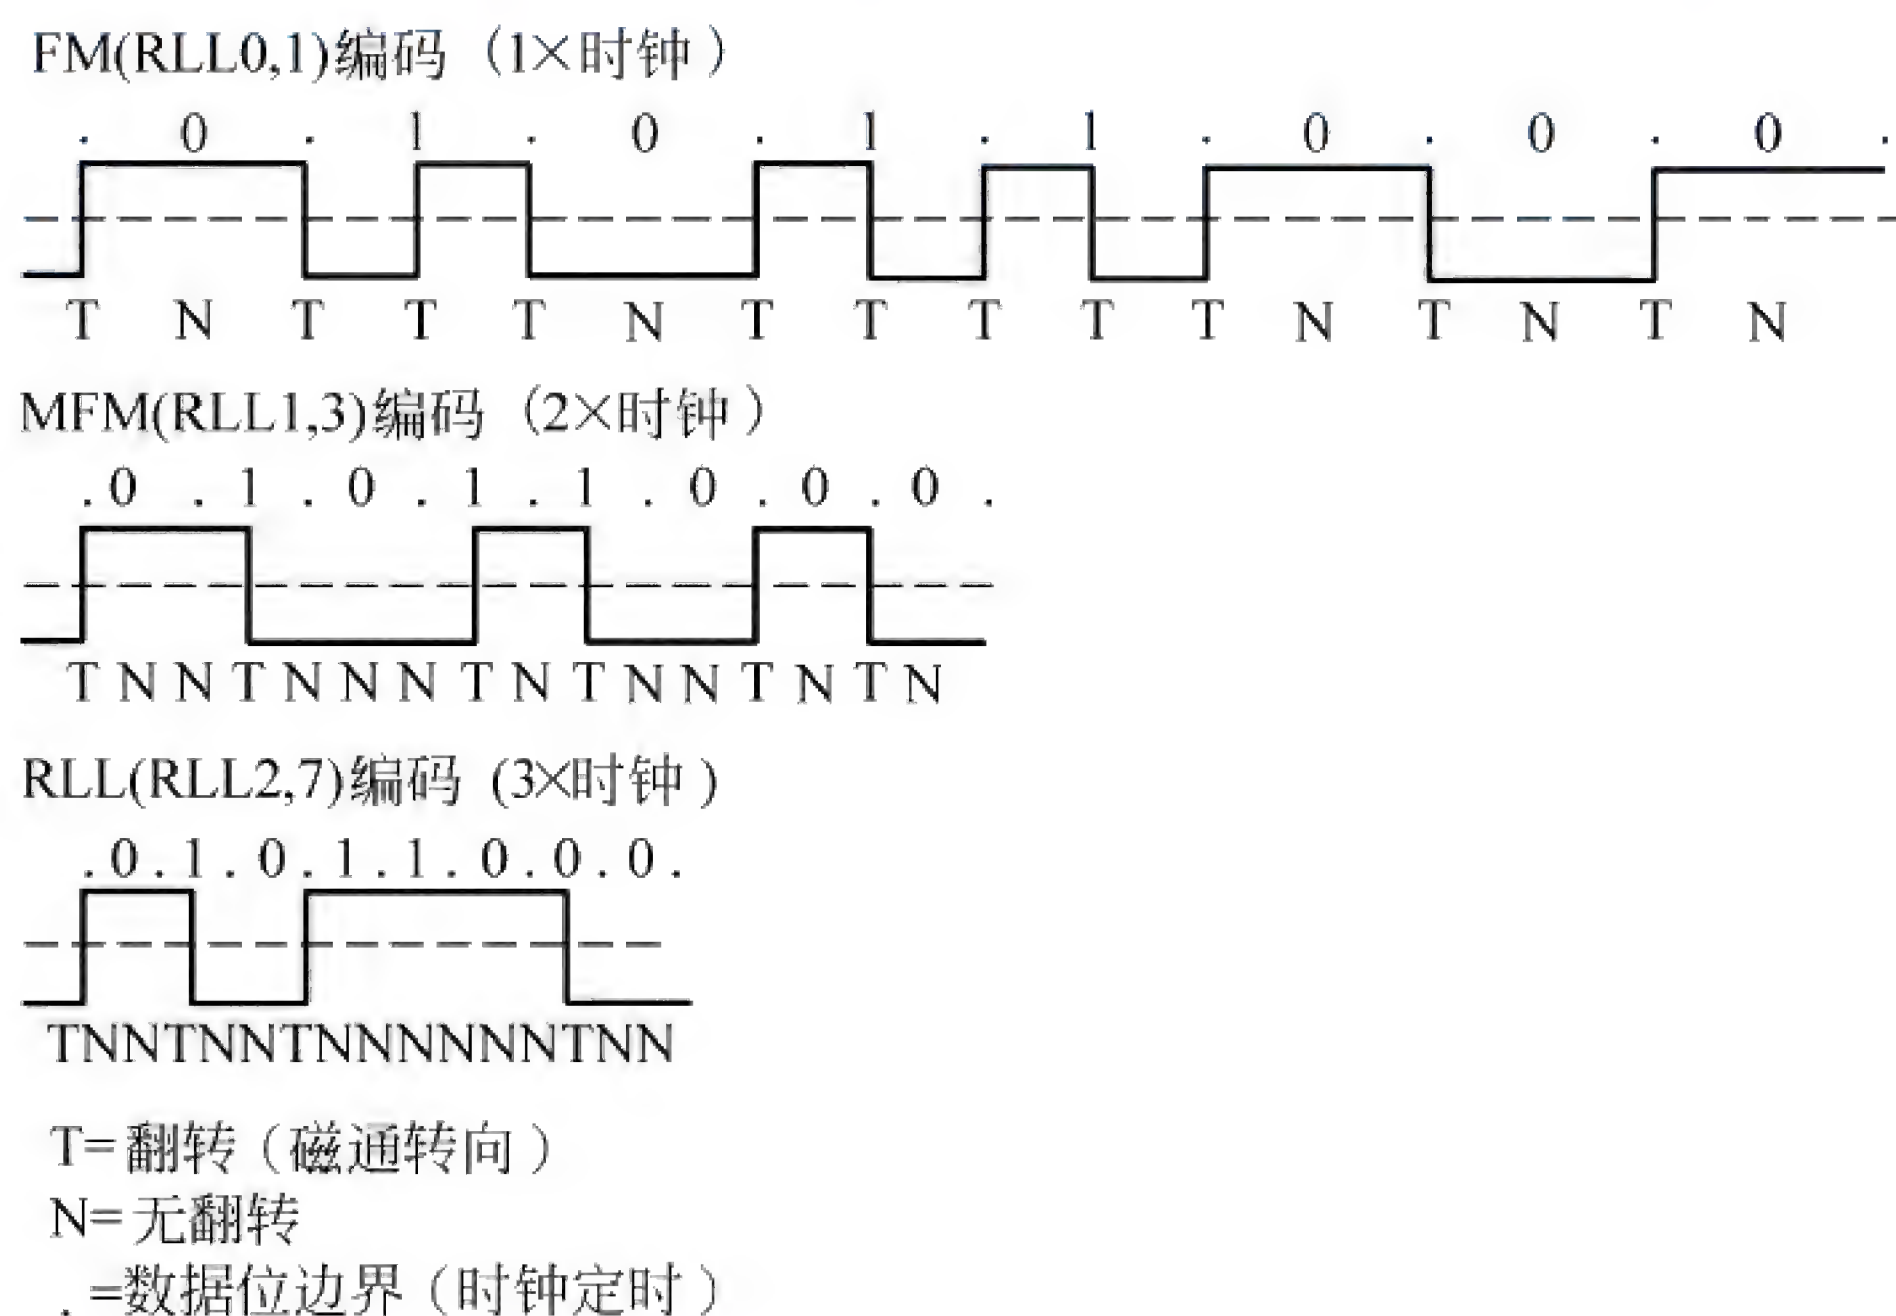 FM(RLL0,1)编码（1×时钟）
. 0 . 1 . 0 . 1 . 1 . 0 . 0 . 0 .
T N T T T N T T T T T N T N T N
MFM(RLL1,3)编码（2×时钟）
.0 .1 .0 .1 .1 .0 .0 .0 .
T N N T N N N T N T N N T N T N
RLL(RLL2,7)编码 (3×时钟)
.0.1.0.1.1.0.0.0.
TNNTNNTNNNNNNTNN
T=翻转（磁通转向）
N=无翻转
.=数据位边界（时钟定时）